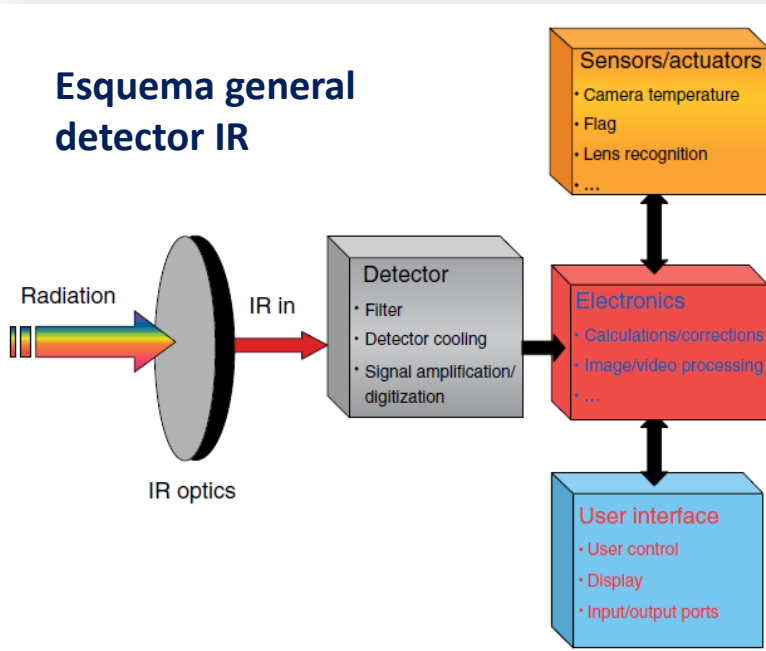 Esquema general
detector IR
Radiation
IR in
IR optics
Detector
· Filter
· Detector cooling
· Signal amplification/
digitization
Sensors/actuators
· Camera temperature
· Flag
· Lens recognition
· ...
Electronics
· Calculations/corrections
· Image/video processing
· ...
User interface
· User control
· Display
· Input/output ports